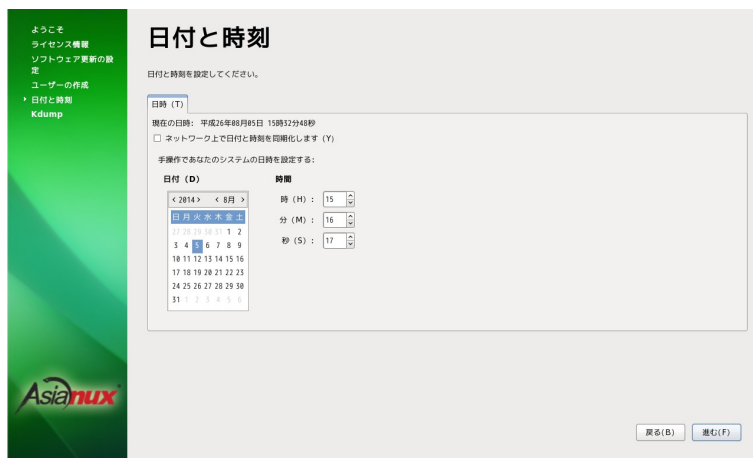 ようこそ
ライセンス情報
ソフトウェア更新の設
定
ユーザーの作成
日付と時刻
Kdump
日付と時刻
日付と時刻を設定してください。
日時 (T)
現在の日時: 平成26年08月05日 15時32分48秒
ネットワーク上で日付と時刻を同期化します (Y)
手操作であなたのシステムの日時を設定する:
日付 (D)
時間
< 2014 > < 8月 >
日 月 火 水 木 金 土
27 28 29 30 31 1 2
3 4 5 6 7 8 9
10 11 12 13 14 15 16
17 18 19 20 21 22 23
24 25 26 27 28 29 30
31 1 2 3 4 5 6
時 (H) : 15
分 (M) : 16
秒 (S) : 17
Asianux
戻る(B) 進む(F)